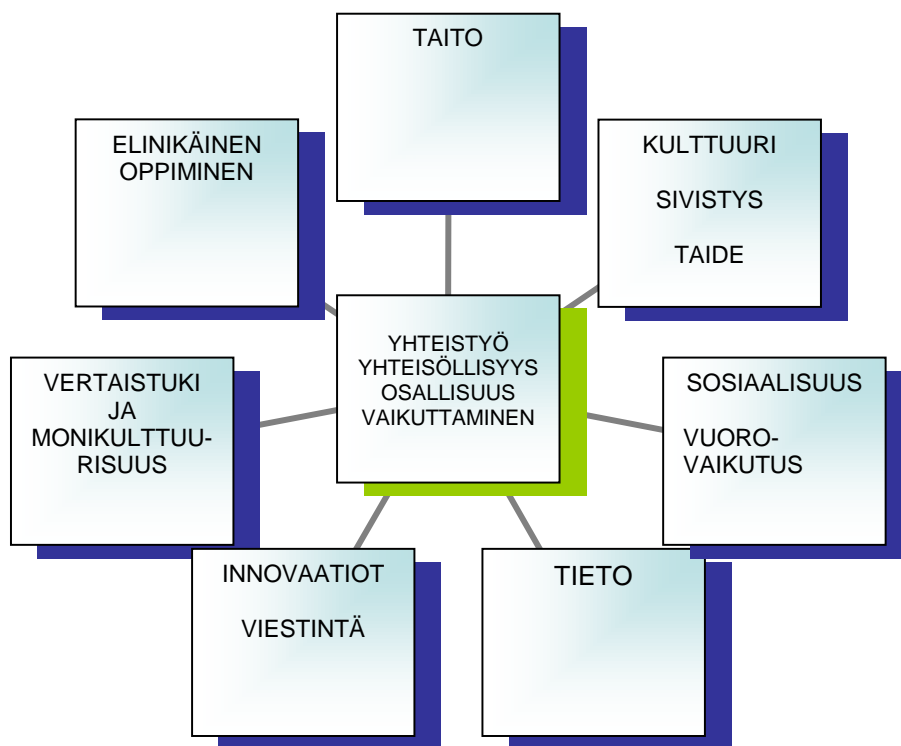 TAITO
ELINIKÄINEN
OPPIMINEN
KULTTUURI
SIVISTYS
TAIDE
YHTEISTYÖ
YHTEISÖLLISYYS
OSALLISUUS
VAIKUTTAMINEN
VERTAISTUKI
JA
MONIKULTTUU-
RISUUS
SOSIAALISUUS
VUORO-
VAIKUTUS
INNOVAATIOT
VIESTINTÄ
TIETO